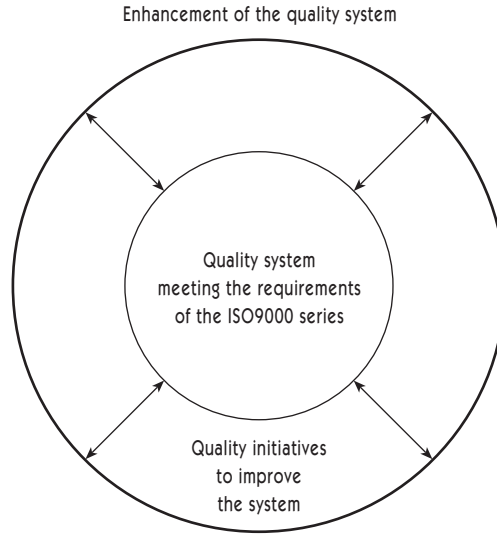 Enhancement of the quality system
Quality system
meeting the requirements
of the ISO9000 series
Quality initiatives
to improve
the system